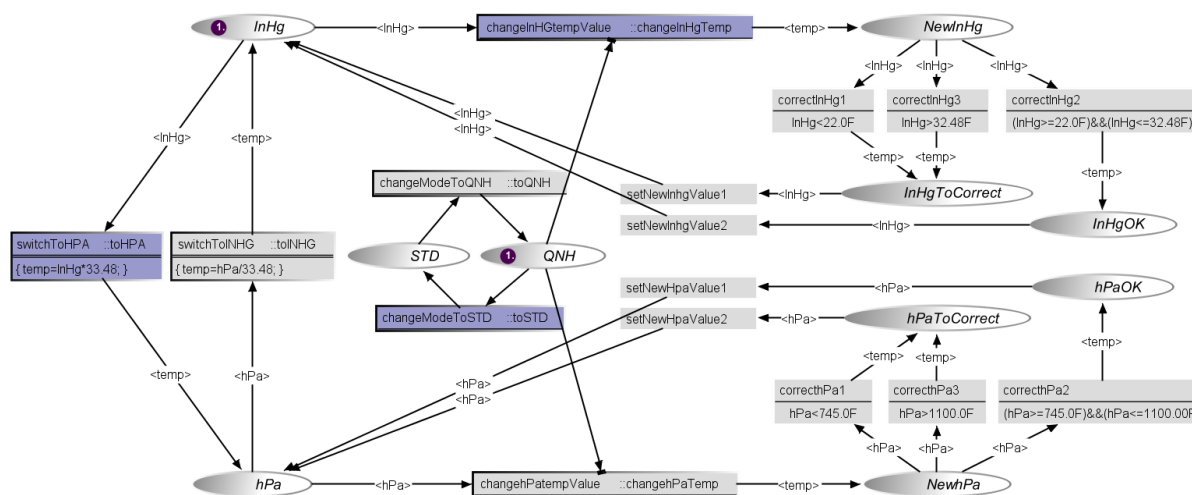 1. InHg
<InHg>
changeInHGtempValue ::changeInHgTemp
<temp>
NewInHg
<InHg> <InHg> <InHg>
correctInHg1
InHg<22.0F
correctInHg3
InHg>32.48F
correctInHg2
(InHg>=22.0F)&&(InHg<=32.48F)
<temp> <temp>
<temp>
<InHg>
<temp>
<InHg>
<InHg>
changeModeToQNH ::toQNH
setNewInhgValue1
<InHg>
InHgToCorrect
setNewInhgValue2
<InHg>
InHgOK
switchToHPA ::toHPA
{ temp=InHg*33.48; }
switchToINHG ::toINHG
{ temp=hPa/33.48; }
STD
1. QNH
changeModeToSTD ::toSTD
setNewHpaValue1
<hPa>
hPaOK
setNewHpaValue2
<hPa>
hPaToCorrect
<temp> <temp> <temp>
<temp>
<hPa>
<hPa>
<hPa>
correcthPa1
hPa<745.0F
correcthPa3
hPa>1100.0F
correcthPa2
(hPa>=745.0F)&&(hPa<=1100.00F
<hPa> <hPa> <hPa>
hPa
<hPa>
changehPatempValue ::changehPaTemp
<temp>
NewhPa